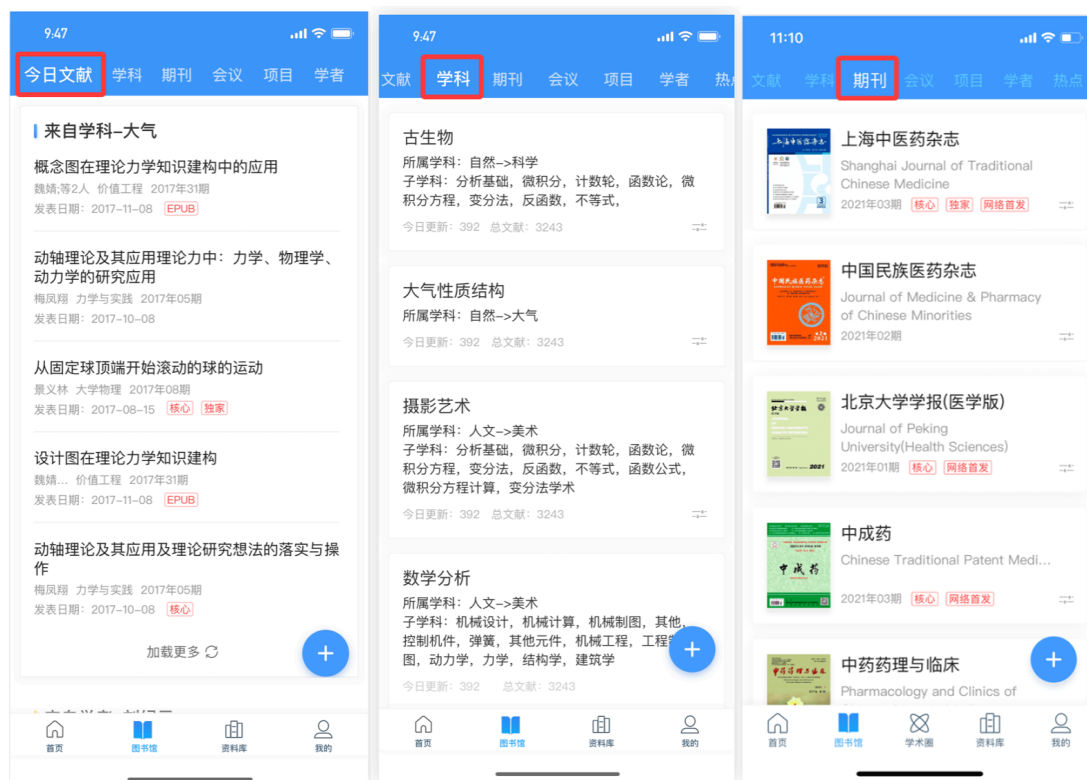 9:47
今日文献 学科 期刊 会议 项目 学者
来自学科-大气
概念图在理论力学知识建构中的应用
魏婧;等2人 价值工程 2017年31期
发表日期: 2017-11-08 EPUB
动轴理论及其应用理论力中: 力学、物理学、
动力学的研究应用
梅凤翔 力学与实践 2017年05期
发表日期: 2017-10-08
从固定球顶端开始滚动的球的运动
景义林 大学物理 2017年08期
发表日期: 2017-08-15 核心 独家
设计图在理论力学知识建构
魏婧... 价值工程 2017年31期
发表日期: 2017-11-08 EPUB
动轴理论及其应用及理论研究想法的落实与操
作
梅凤翔 力学与实践 2017年05期
发表日期: 2017-10-08 核心
加载更多
首页 图书馆 资料库 我的
9:47
文献 学科 期刊 会议 项目 学者 热点
古生物
所属学科: 自然->科学
子学科: 分析基础, 微积分, 计数轮, 函数论, 微
积分方程, 变分法, 反函数, 不等式,
今日更新: 392 总文献: 3243
大气性质结构
所属学科: 自然->大气
今日更新: 392 总文献: 3243
摄影艺术
所属学科: 人文->美术
子学科: 分析基础, 微积分, 计数轮, 函数论, 微
积分方程, 变分法, 反函数, 不等式, 函数公式,
微积分方程计算, 变分法学术
今日更新: 392 总文献: 3243
数学分析
所属学科: 人文->美术
子学科: 机械设计, 机械计算, 机械制图, 其他,
控制机件, 弹簧, 其他元件, 机械工程, 工程制
图, 动力学, 力学, 结构学, 建筑学
今日更新: 392 总文献: 3243
首页 图书馆 资料库 我的
11:10
文献 学科 期刊 会议 项目 学者 热点
上海中医药杂志
Shanghai Journal of Traditional
Chinese Medicine
2021年03期 核心 独家 网络首发
中国民族医药杂志
Journal of Medicine & Pharmacy
of Chinese Minorities
2021年02期
北京大学学报(医学版)
Journal of Peking
University(Health Sciences)
2021年01期 核心 网络首发
中成药
Chinese Traditional Patent Medi...
2021年03期 核心 网络首发
中药药理与临床
Pharmacology and Clinics of
首页 图书馆 学术圈 资料库 我的